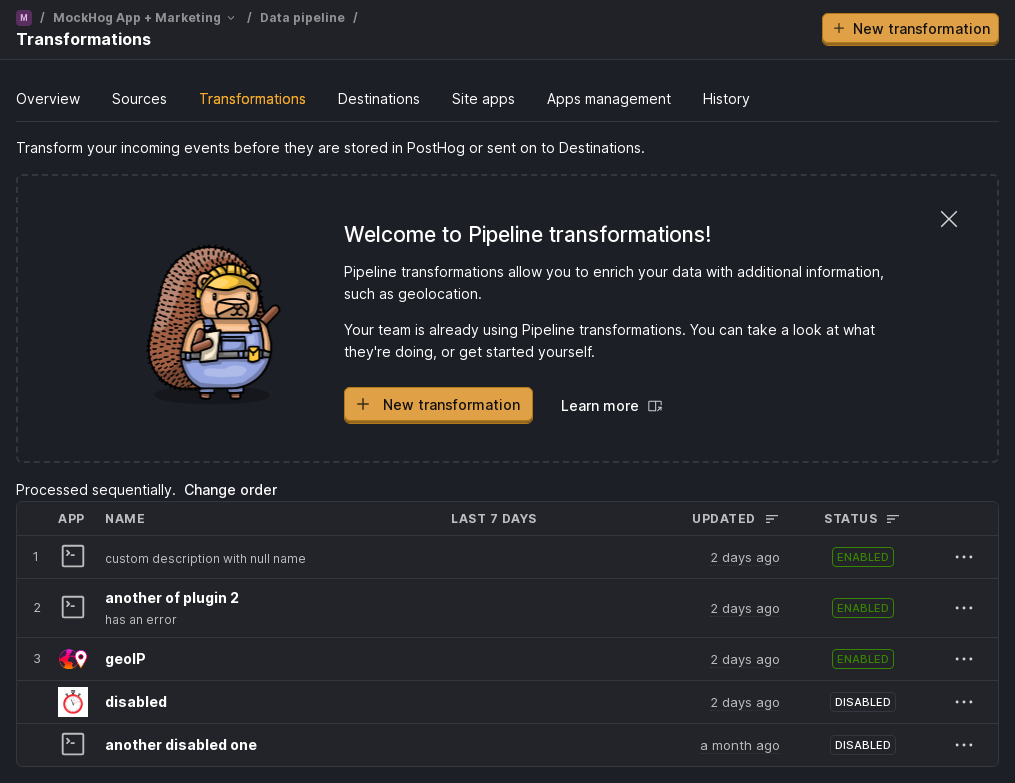 M / MockHog App + Marketing / Data pipeline /
Transformations
New transformation
Overview Sources Transformations Destinations Site apps Apps management History
Transform your incoming events before they are stored in PostHog or sent on to Destinations.
Welcome to Pipeline transformations!
Pipeline transformations allow you to enrich your data with additional information,
such as geolocation.
Your team is already using Pipeline transformations. You can take a look at what
they're doing, or get started yourself.
New transformation Learn more
Processed sequentially. Change order
APP NAME LAST 7 DAYS UPDATED STATUS
1 custom description with null name 2 days ago ENABLED
2 another of plugin 2 2 days ago ENABLED
has an error
3 geoIP 2 days ago ENABLED
disabled 2 days ago DISABLED
another disabled one a month ago DISABLED